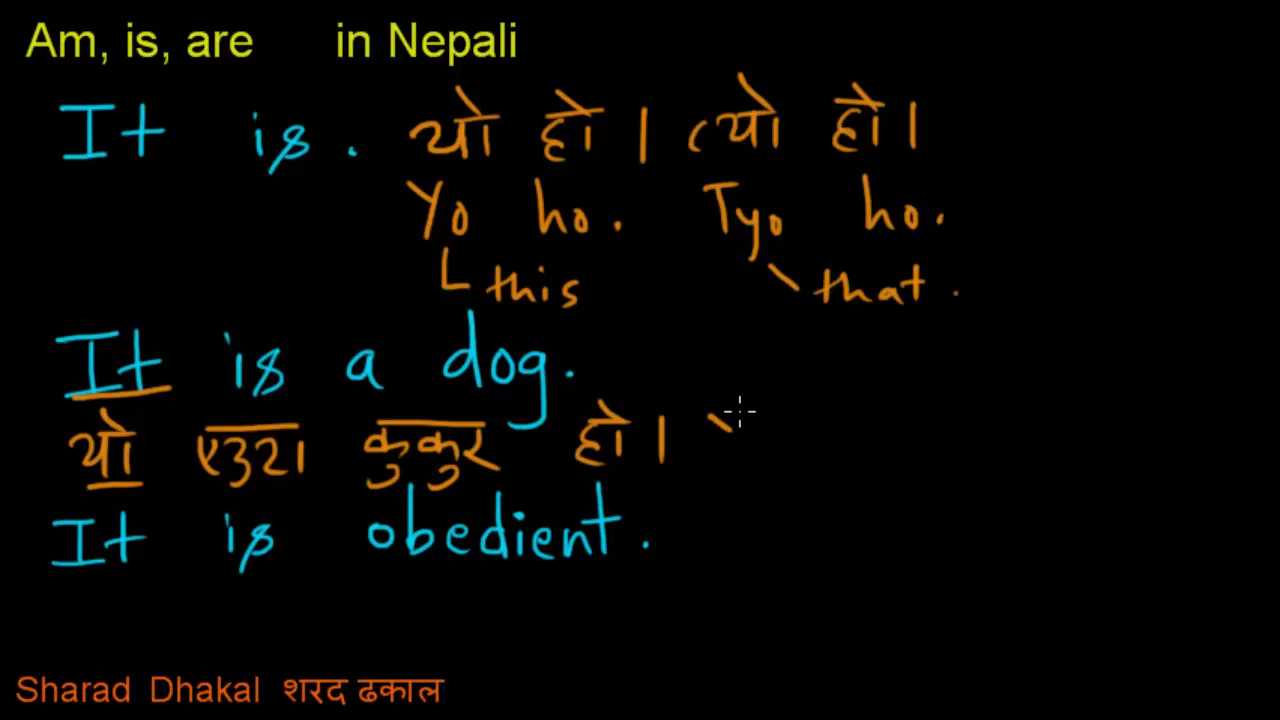 Am, is, are in Nepali
It is. यो हो। त्यो हो।
Yo ho. Tyo ho.
this that.
It is a dog.
यो एउटा कुकुर हो।
It is obedient.
Sharad Dhakal शरद ढकाल